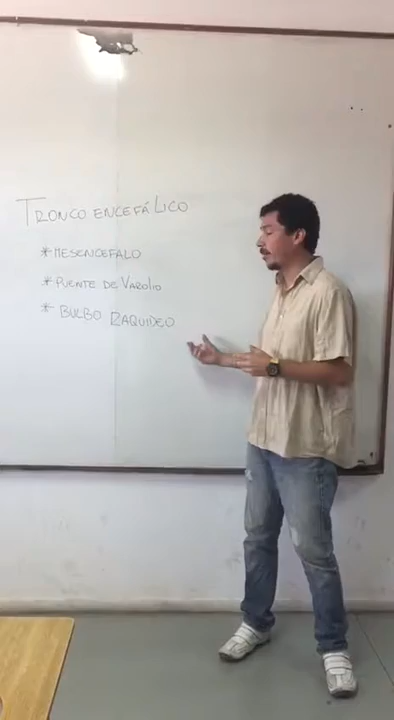 TRONCO ENCEFÁLICO
* MESENCEFALO
* PUENTE DE VAROLIO
* BULBO RAQUIDEO